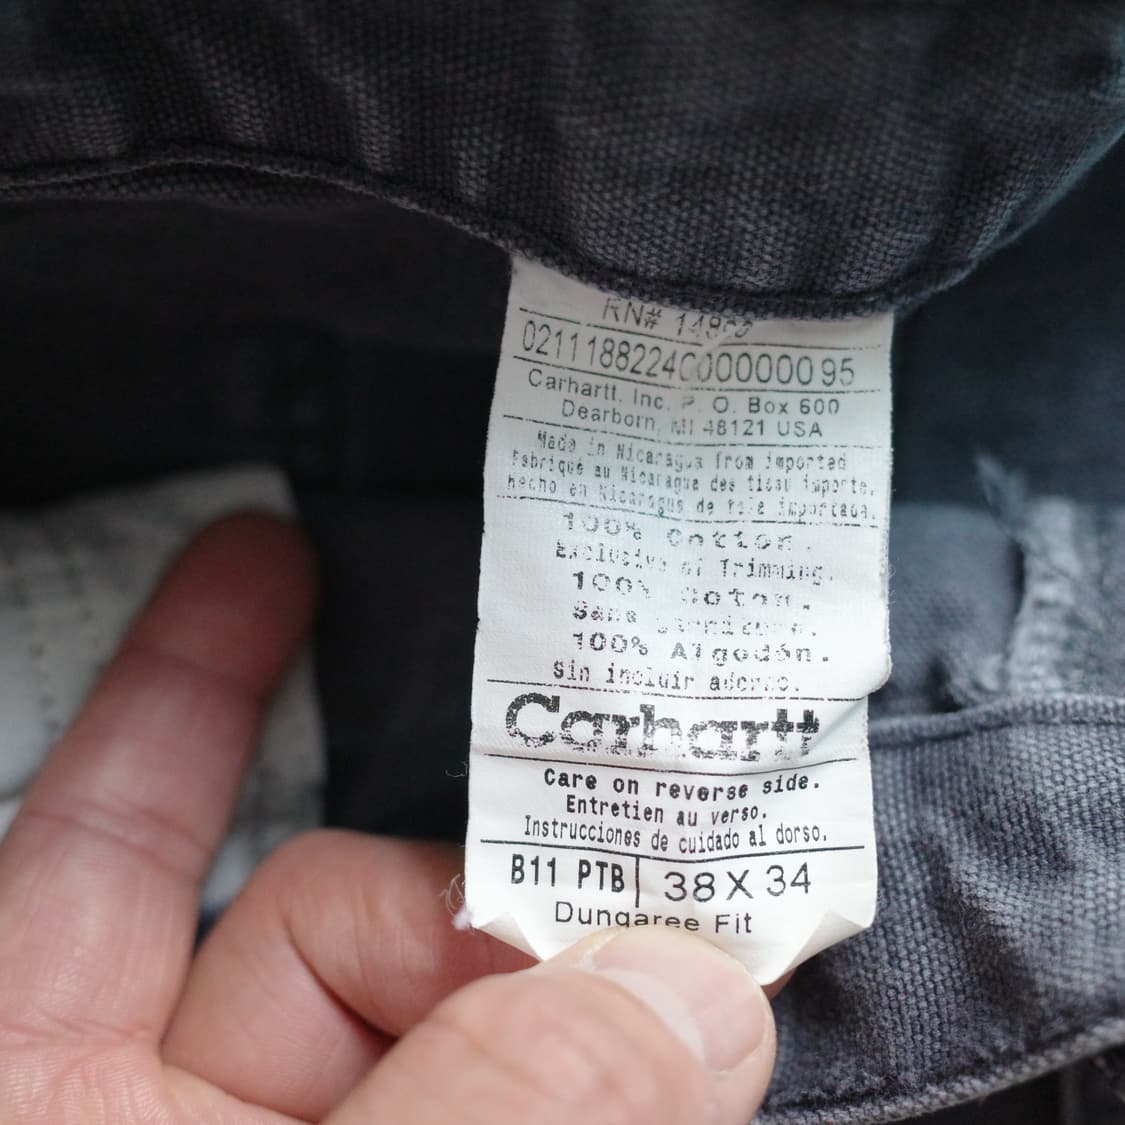 RN# 14806
0211188224000000095
Carhartt. Inc. P. O. Box 600
Dearborn, MI 48121 USA
Made in Nicaragua from imported
Fabriqué au Nicaragua des tissu importe.
hecho en Nicaragua de tela importada.
100% Cotton.
Exclusive of Trimming.
100% Coton.
Sans garniture.
100% Algodón.
Sin incluir adorno.
Carhartt
Care on reverse side.
Entretien au verso.
Instrucciones de cuidado al dorso.
B11 PTB 38 X 34
Dungaree Fit